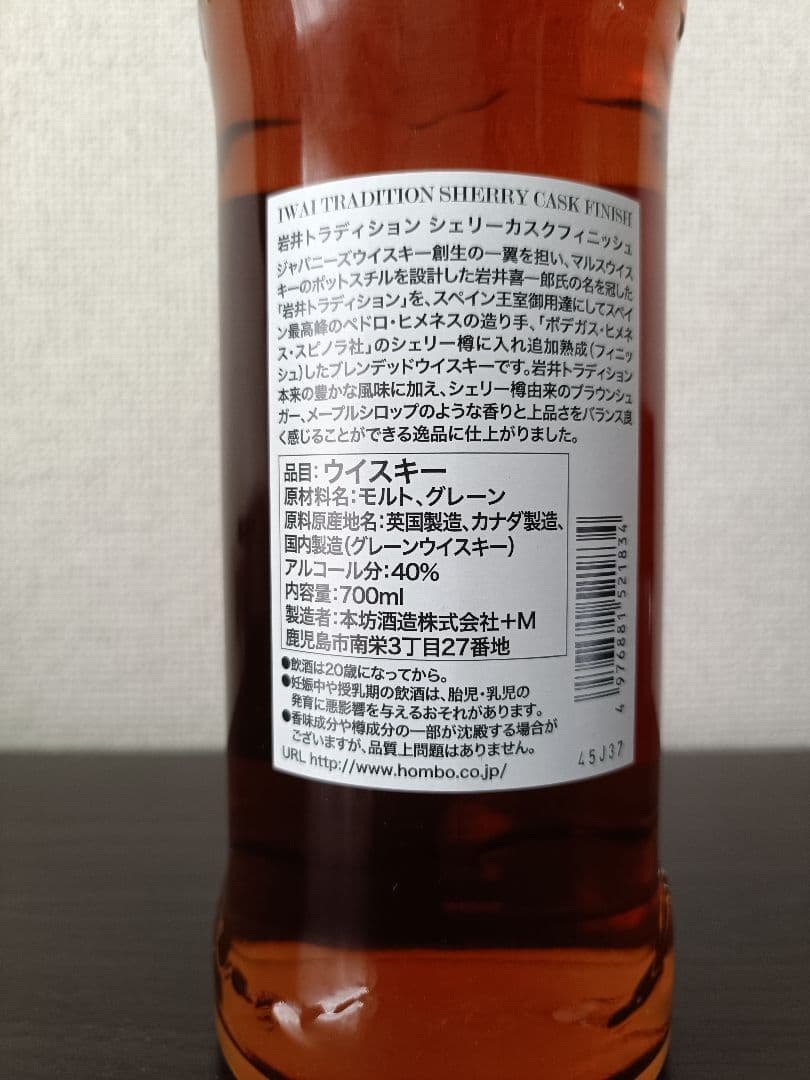 IWAI TRADITION SHERRY CASK FINISH
岩井トラディション シェリーカスクフィニッシュ
ジャパニーズウイスキー創生の一翼を担い、マルスウイス
キーのポットスチルを設計した岩井喜一郎氏の名を冠した
「岩井トラディション」を、スペイン王室御用達にしてスペイ
ン最高峰のペドロ・ヒメネスの造り手、「ボデガス・ヒメネ
ス・スピノラ社」のシェリー樽に入れ追加熟成(フィニッ
シュ)したブレンデッドウイスキーです。岩井トラディション
本来の豊かな風味に加え、シェリー樽由来のブラウンシュ
ガー、メープルシロップのような香りと上品さをバランス良
く感じることができる逸品に仕上がりました。
品目:ウイスキー
原材料名:モルト、グレーン
原料原産地名:英国製造、カナダ製造、
国内製造(グレーンウイスキー)
アルコール分:40%
内容量:700ml
製造者:本坊酒造株式会社+M
鹿児島市南栄3丁目27番地
●飲酒は20歳になってから。
●妊娠中や授乳期の飲酒は、胎児・乳児の
発育に悪影響を与えるおそれがあります。
●香味成分や樽成分の一部が沈殿する場合が
ございますが、品質上問題はありません。
URL http://www.hombo.co.jp/
4 976881 521834
45J37